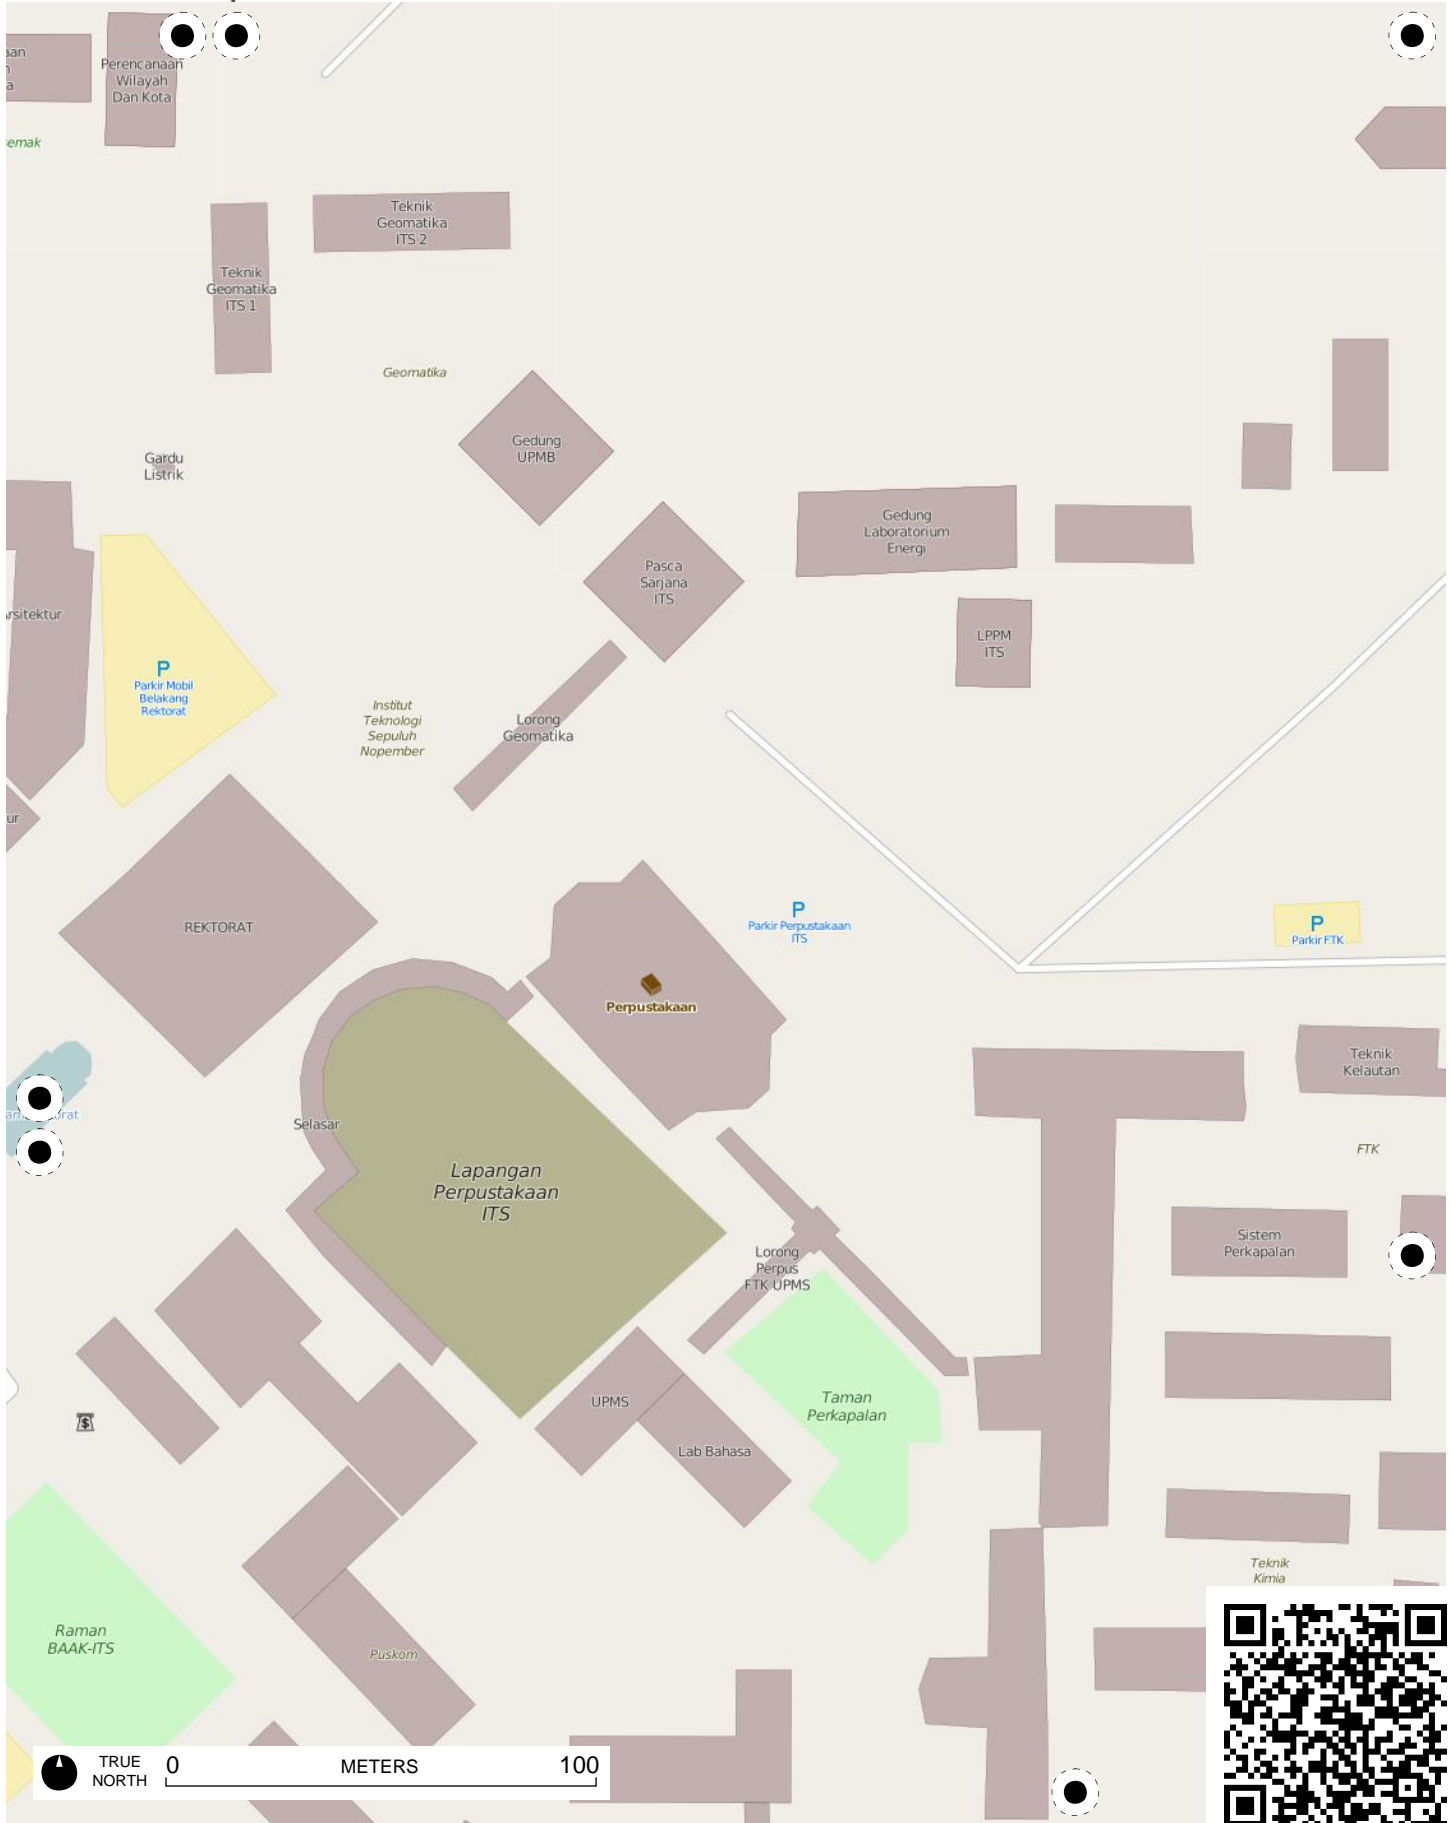 Perencanaan
Wilayah
Dan Kota
Teknik
Geomatika
ITS 2
Teknik
Geomatika
ITS 1
Geomatika
Gedung
UPMB
Gardu
Listrik
Gedung
Laboratorium
Energi
Pasca
Sarjana
ITS
LPPM
ITS
P
Parkir Mobil
Belakang
Rektorat
Institut
Teknologi
Sepuluh
Nopember
Lorong
Geomatika
REKTORAT
P
Parkir Perpustakaan
ITS
P
Parkir FTK
Perpustakaan
Teknik
Kelautan
Selasar
FTK
Lapangan
Perpustakaan
ITS
Sistem
Perkapalan
Lorong
Perpus
FTK UPMS
UPMS
Taman
Perkapalan
$
Lab Bahasa
Teknik
Kimia
Raman
BAAK-ITS
Puskom
TRUE
NORTH
0 METERS 100